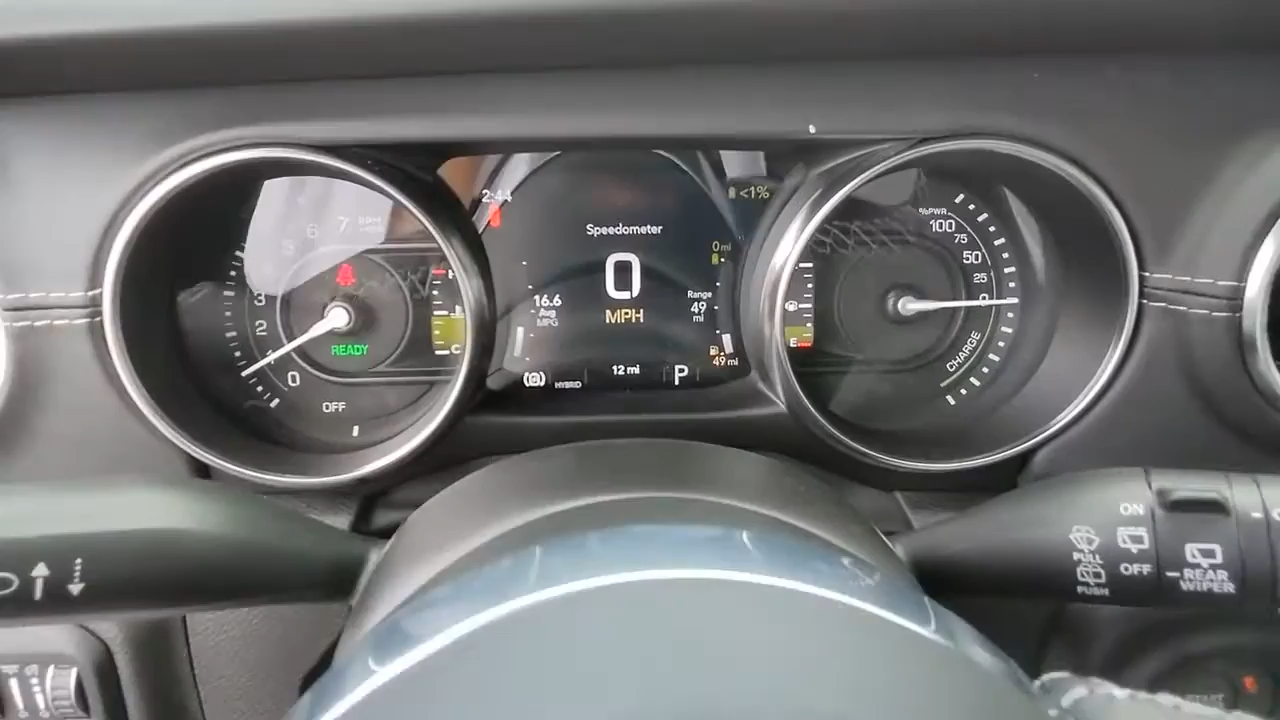 2:44
<1%
Speedometer
0
MPH
16.6
Avg
MPG
0 mi
Range
49
mi
49 mi
HYBRID
12 mi
P
7
6
5
3
2
1
0
OFF
READY
H
C
%PWR
100
75
50
25
0
CHARGE
E
ON
OFF
PULL
PUSH
REAR
WIPER
START